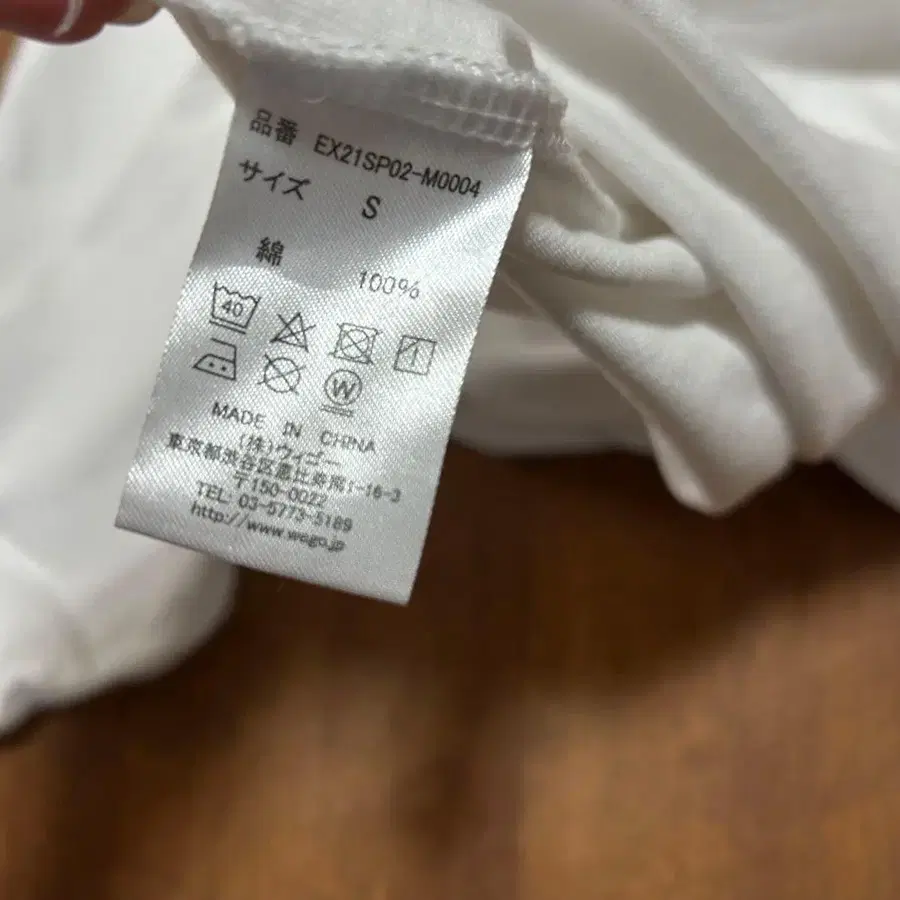 品番 EX21SP02-M0004
サイズ S
綿 100%
40
1
W
MADE IN CHINA
(株)ウィゴー
東京都渋谷区恵比寿南1-16-3
〒150-0022
TEL: 03-5773-5189
http://www.wego.jp